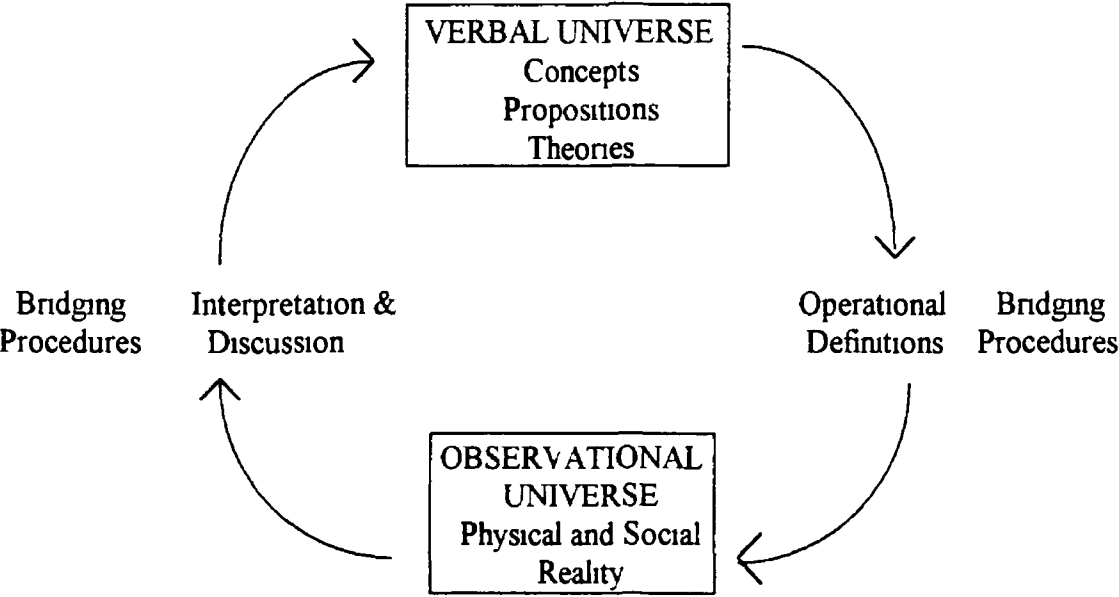 VERBAL UNIVERSE
Concepts
Propositions
Theories
Bridging
Procedures
Interpretation &
Discussion
Operational
Definitions
Bridging
Procedures
OBSERVATIONAL
UNIVERSE
Physical and Social
Reality